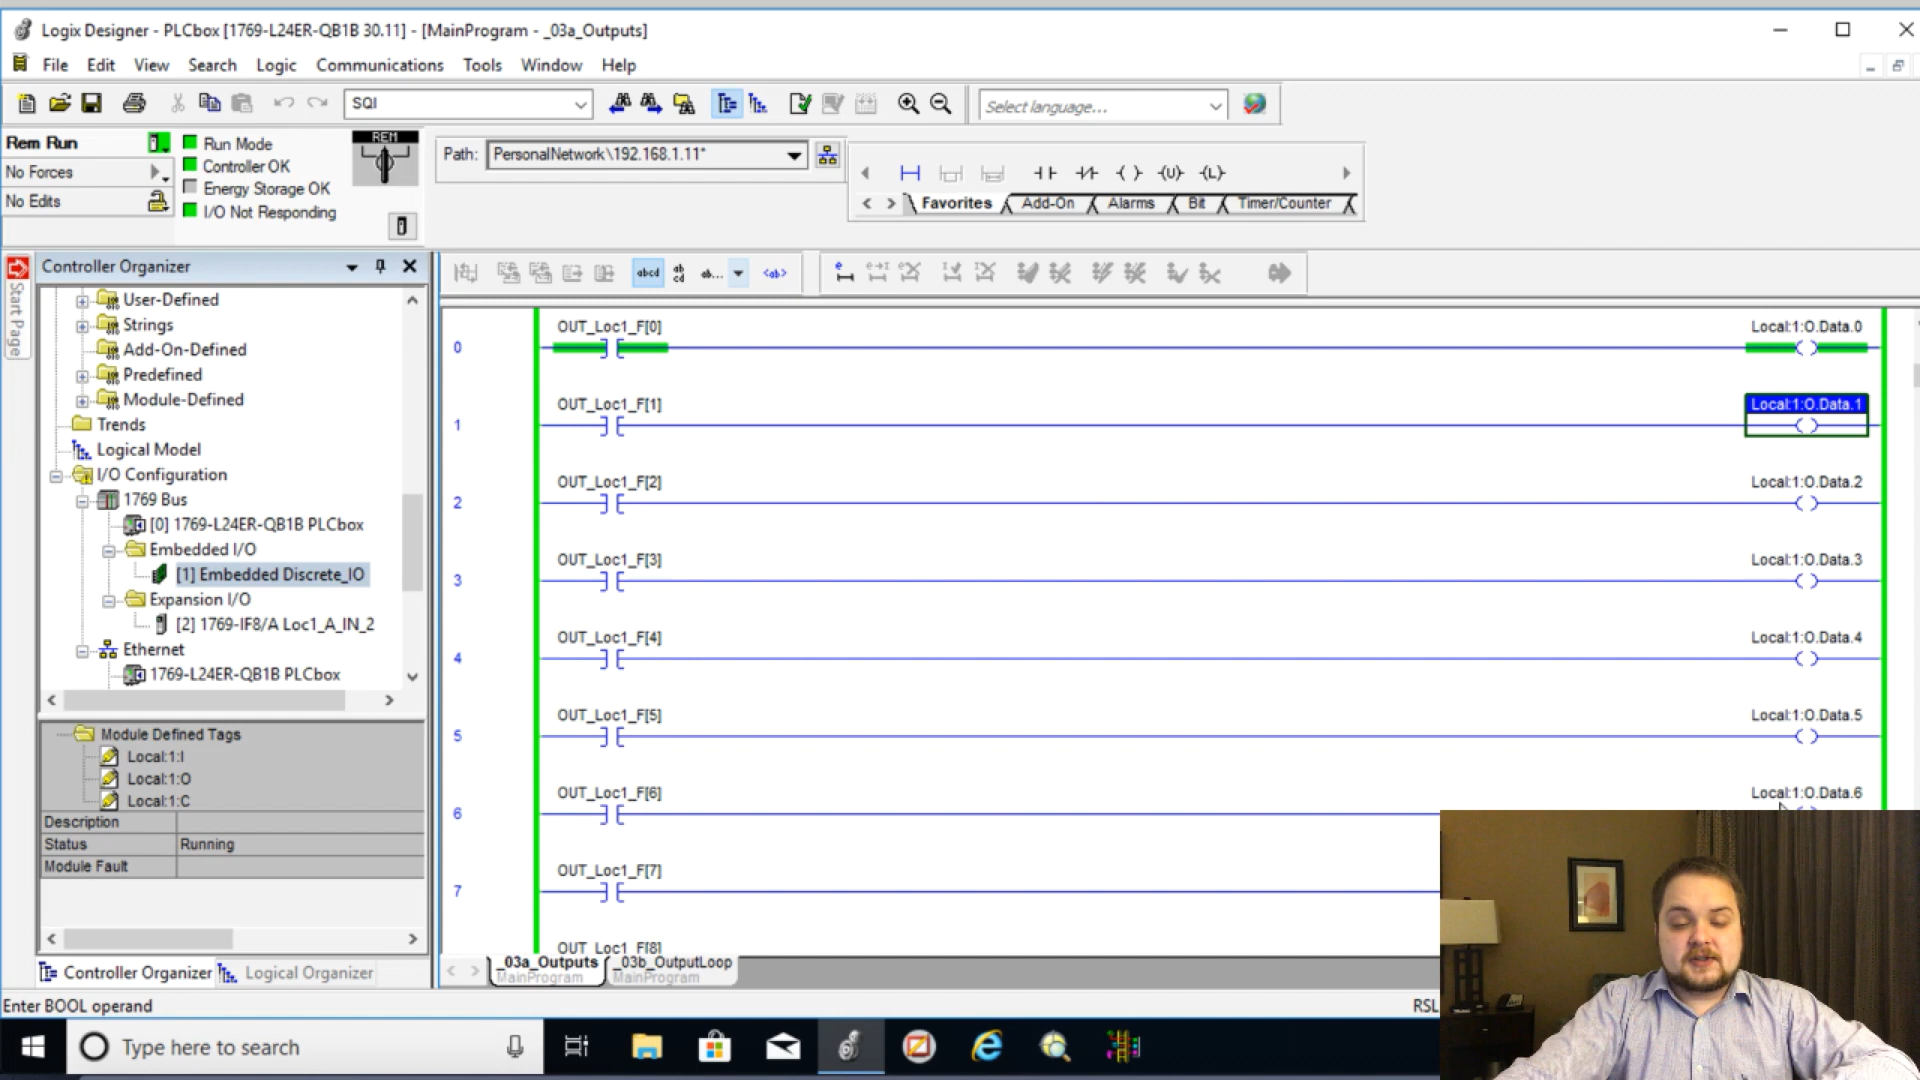 Logix Designer - PLCbox [1769-L24ER-QB1B 30.11] - [MainProgram - _03a_Outputs]
File Edit View Search Logic Communications Tools Window Help
SQI
Select language...
Rem Run
No Forces
No Edits
Run Mode
Controller OK
Energy Storage OK
I/O Not Responding
REM
Path: PersonalNetwork\192.168.1.11*
(U) (L)
Favorites Add-On Alarms Bit Timer/Counter
Start Page
Controller Organizer
User-Defined
Strings
Add-On-Defined
Predefined
Module-Defined
Trends
Logical Model
I/O Configuration
1769 Bus
[0] 1769-L24ER-QB1B PLCbox
Embedded I/O
[1] Embedded Discrete_IO
Expansion I/O
[2] 1769-IF8/A Loc1_A_IN_2
Ethernet
1769-L24ER-QB1B PLCbox
Module Defined Tags
Local:1:I
Local:1:O
Local:1:C
Description
Status Running
Module Fault
Controller Organizer Logical Organizer
abcd ab cd ab... <ab>
OUT_Loc1_F[0] Local:1:O.Data.0
0
OUT_Loc1_F[1] Local:1:O.Data.1
1
OUT_Loc1_F[2] Local:1:O.Data.2
2
OUT_Loc1_F[3] Local:1:O.Data.3
3
OUT_Loc1_F[4] Local:1:O.Data.4
4
OUT_Loc1_F[5] Local:1:O.Data.5
5
OUT_Loc1_F[6] Local:1:O.Data.6
6
OUT_Loc1_F[7]
7
OUT_Loc1_F[8]
_03a_Outputs _03b_OutputLoop
MainProgram MainProgram
Enter BOOL operand
RSL
Type here to search